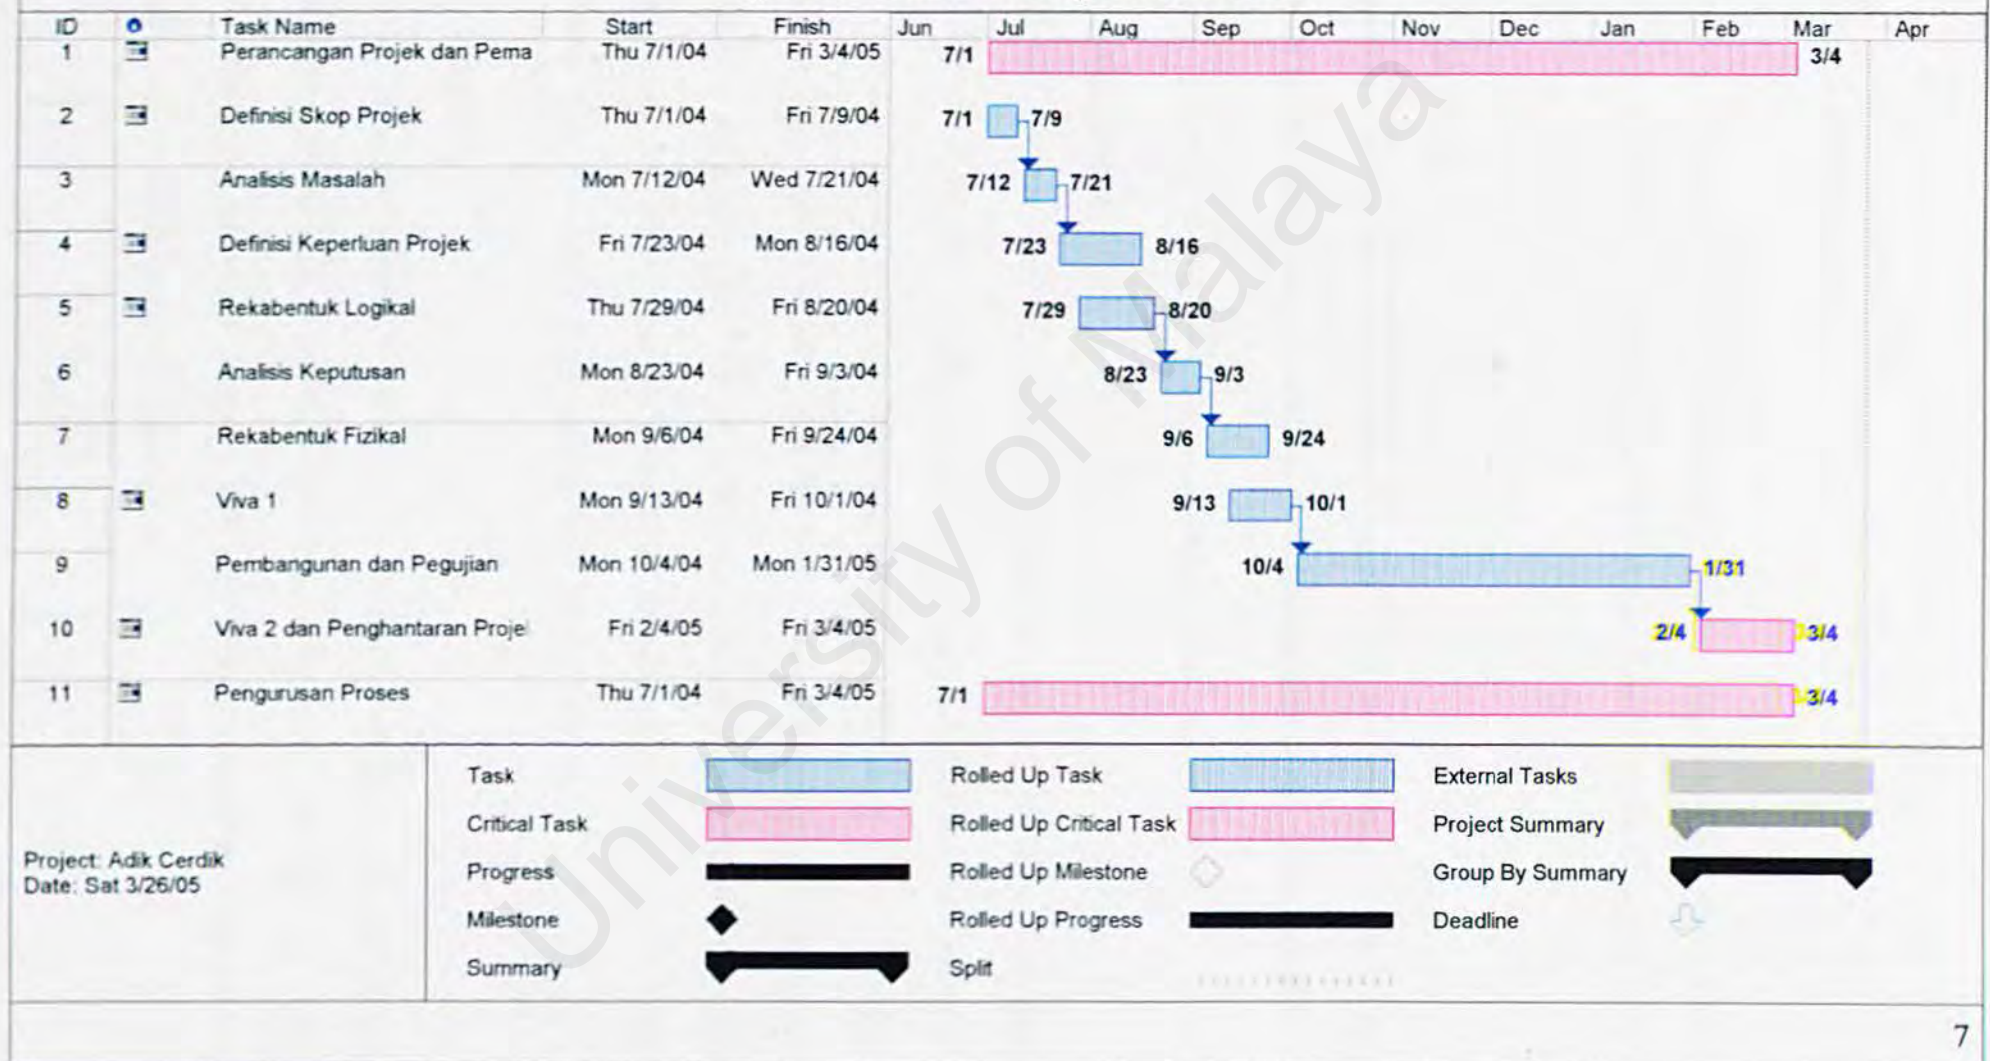 ID Task Name Start Finish Jun Jul Aug Sep Oct Nov Dec Jan Feb Mar Apr
1 Perancangan Projek dan Pema Thu 7/1/04 Fri 3/4/05 7/1 3/4
2 Definisi Skop Projek Thu 7/1/04 Fri 7/9/04 7/1 7/9
3 Analisis Masalah Mon 7/12/04 Wed 7/21/04 7/12 7/21
4 Definisi Keperluan Projek Fri 7/23/04 Mon 8/16/04 7/23 8/16
5 Rekabentuk Logikal Thu 7/29/04 Fri 8/20/04 7/29 8/20
6 Analisis Keputusan Mon 8/23/04 Fri 9/3/04 8/23 9/3
7 Rekabentuk Fizikal Mon 9/6/04 Fri 9/24/04 9/6 9/24
8 Viva 1 Mon 9/13/04 Fri 10/1/04 9/13 10/1
9 Pembangunan dan Pegujian Mon 10/4/04 Mon 1/31/05 10/4 1/31
10 Viva 2 dan Penghantaran Proje Fri 2/4/05 Fri 3/4/05 2/4 3/4
11 Pengurusan Proses Thu 7/1/04 Fri 3/4/05 7/1 3/4
University of Malaya
Project: Adik Cerdik
Date: Sat 3/26/05
Task Rolled Up Task External Tasks
Critical Task Rolled Up Critical Task Project Summary
Progress Rolled Up Milestone Group By Summary
Milestone Rolled Up Progress Deadline
Summary Split
7